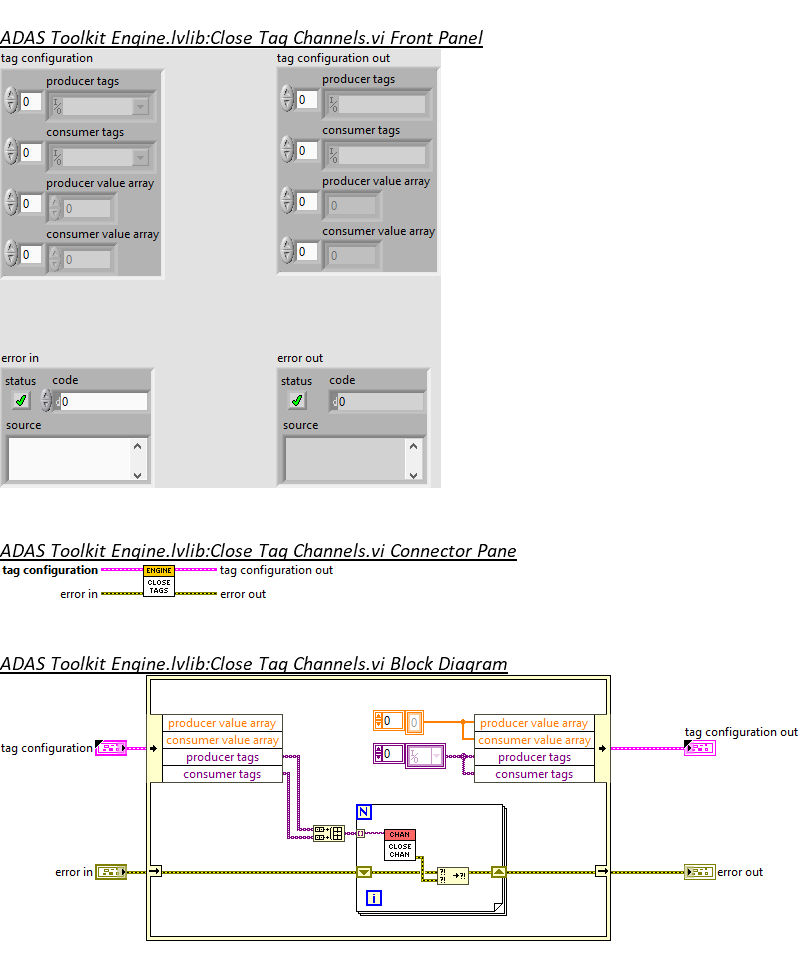 ADAS Toolkit Engine.lvlib:Close Tag Channels.vi Front Panel
tag configuration
producer tags
0
I/O
consumer tags
0
I/O
producer value array
0
0
consumer value array
0
0
tag configuration out
producer tags
0
I/O
consumer tags
0
I/O
producer value array
0
0
consumer value array
0
0
error in
status code
d0
source
error out
status code
d0
source
ADAS Toolkit Engine.lvlib:Close Tag Channels.vi Connector Pane
tag configuration
error in
ENGINE
CLOSE
TAGS
tag configuration out
error out
ADAS Toolkit Engine.lvlib:Close Tag Channels.vi Block Diagram
tag configuration
producer value array
consumer value array
producer tags
consumer tags
0
0
0
I/O
producer value array
consumer value array
producer tags
consumer tags
tag configuration out
N
CHAN
CLOSE
CHAN
?!
?!
?!
i
error in
error out